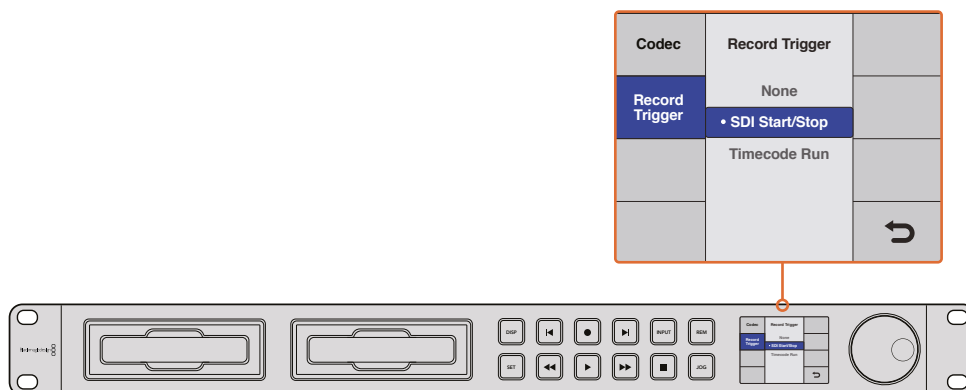 Codec
Record Trigger
Record
Trigger
None
• SDI Start/Stop
Timecode Run
DISP
INPUT
REM
SET
JOG
Codec
Record Trigger
Record
Trigger
None
• SDI Start/Stop
Timecode Run